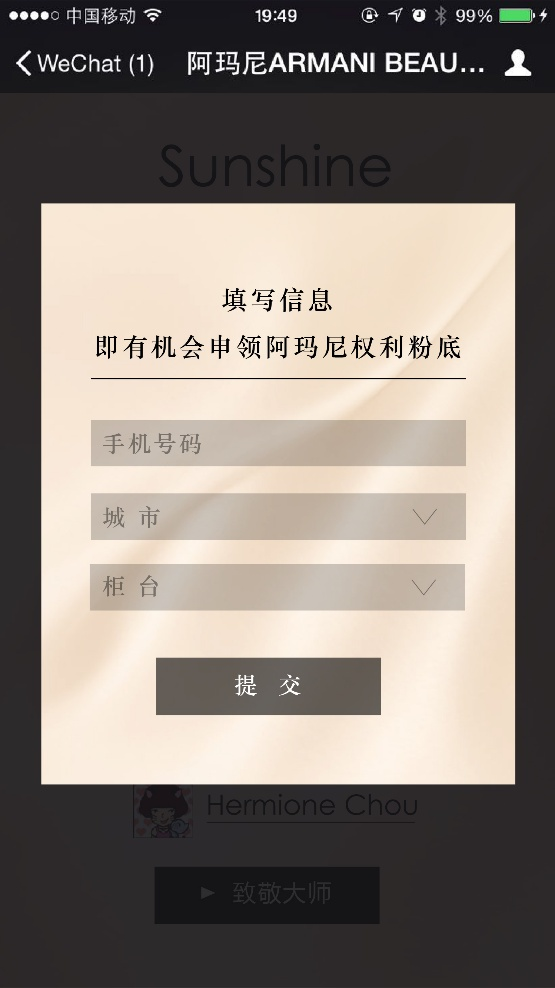 中国移动 19:49 99%
WeChat (1) 阿玛尼ARMANI BEAU...
Sunshine
填写信息
即有机会申领阿玛尼权利粉底
手机号码
城 市
柜 台
提 交
Hermione Chou
致敬大师